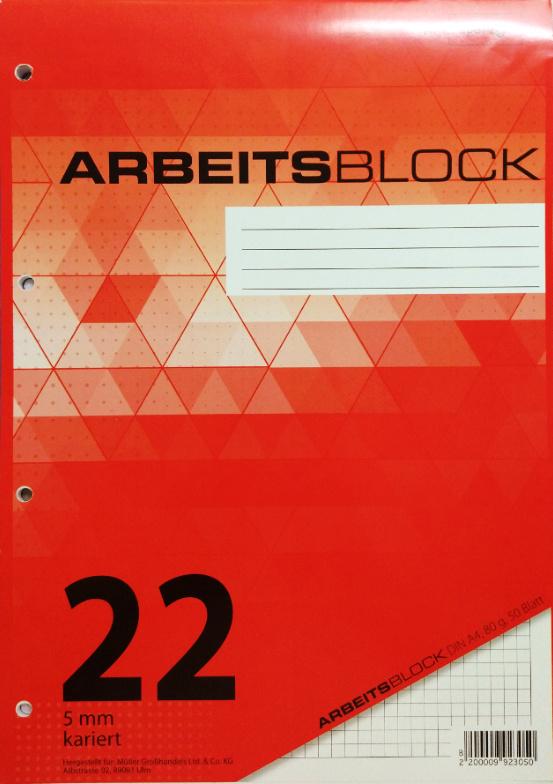 ARBEITSBLOCK
22
5 mm
kariert
Hergestellt für: Müller Großhandels Ltd. & Co. KG
Albstrasse 92, 89081 Ulm
ARBEITSBLOCK DIN A4, 80 g, 50 Blatt
8
2 200009 923050